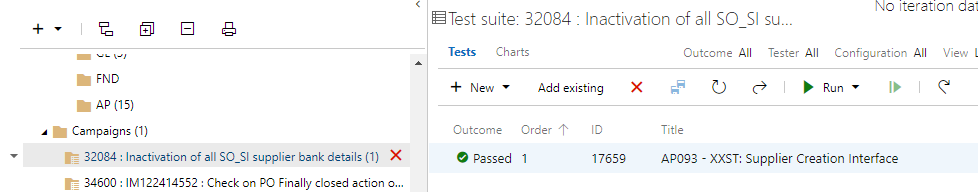 FND
AP (15)
Campaigns (1)
32084 : Inactivation of all SO_SI supplier bank details (1)
34600 : IM122414552 : Check on PO Finally closed action o...
No iteration dat
Test suite: 32084 : Inactivation of all SO_SI su...
Tests Charts Outcome All Tester All Configuration All View
New Add existing Run
Outcome Order ID Title
Passed 1 17659 AP093 - XXST: Supplier Creation Interface